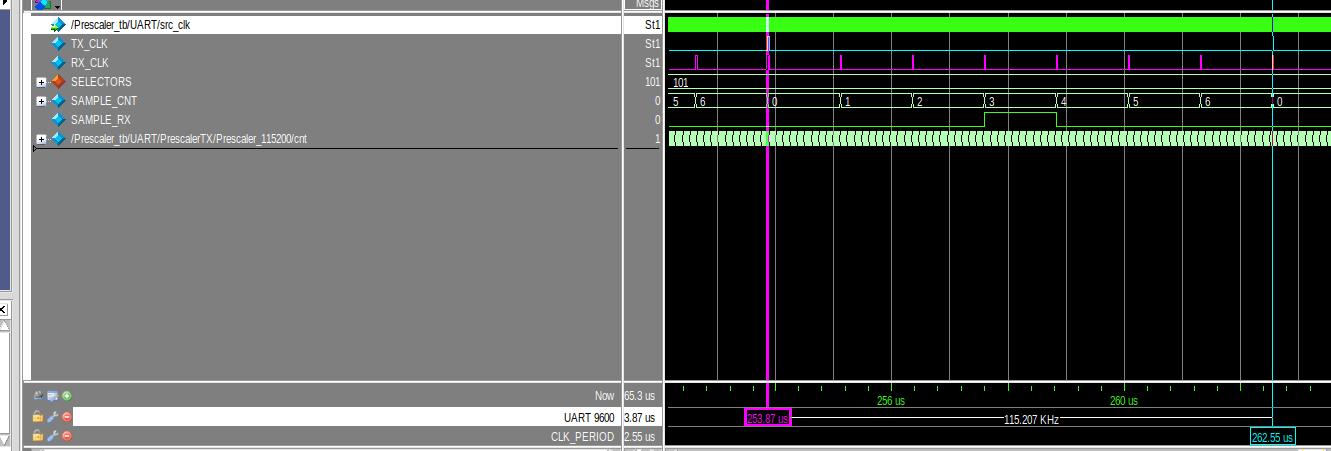 Msgs
/Prescaler_tb/UART/src_clk St1
TX_CLK St1
RX_CLK St1
SELECTORS 101 101
SAMPLE_CNT 0 5 6 0 1 2 3 4 5 6 0
SAMPLE_RX 0
/Prescaler_tb/UART/PrescalerTX/Prescaler_115200/cnt 1
Now 65.3 us 256 us 260 us
UART 9600 3.87 us 253.87 us 115.207 KHz
CLK_PERIOD 2.55 us 262.55 us